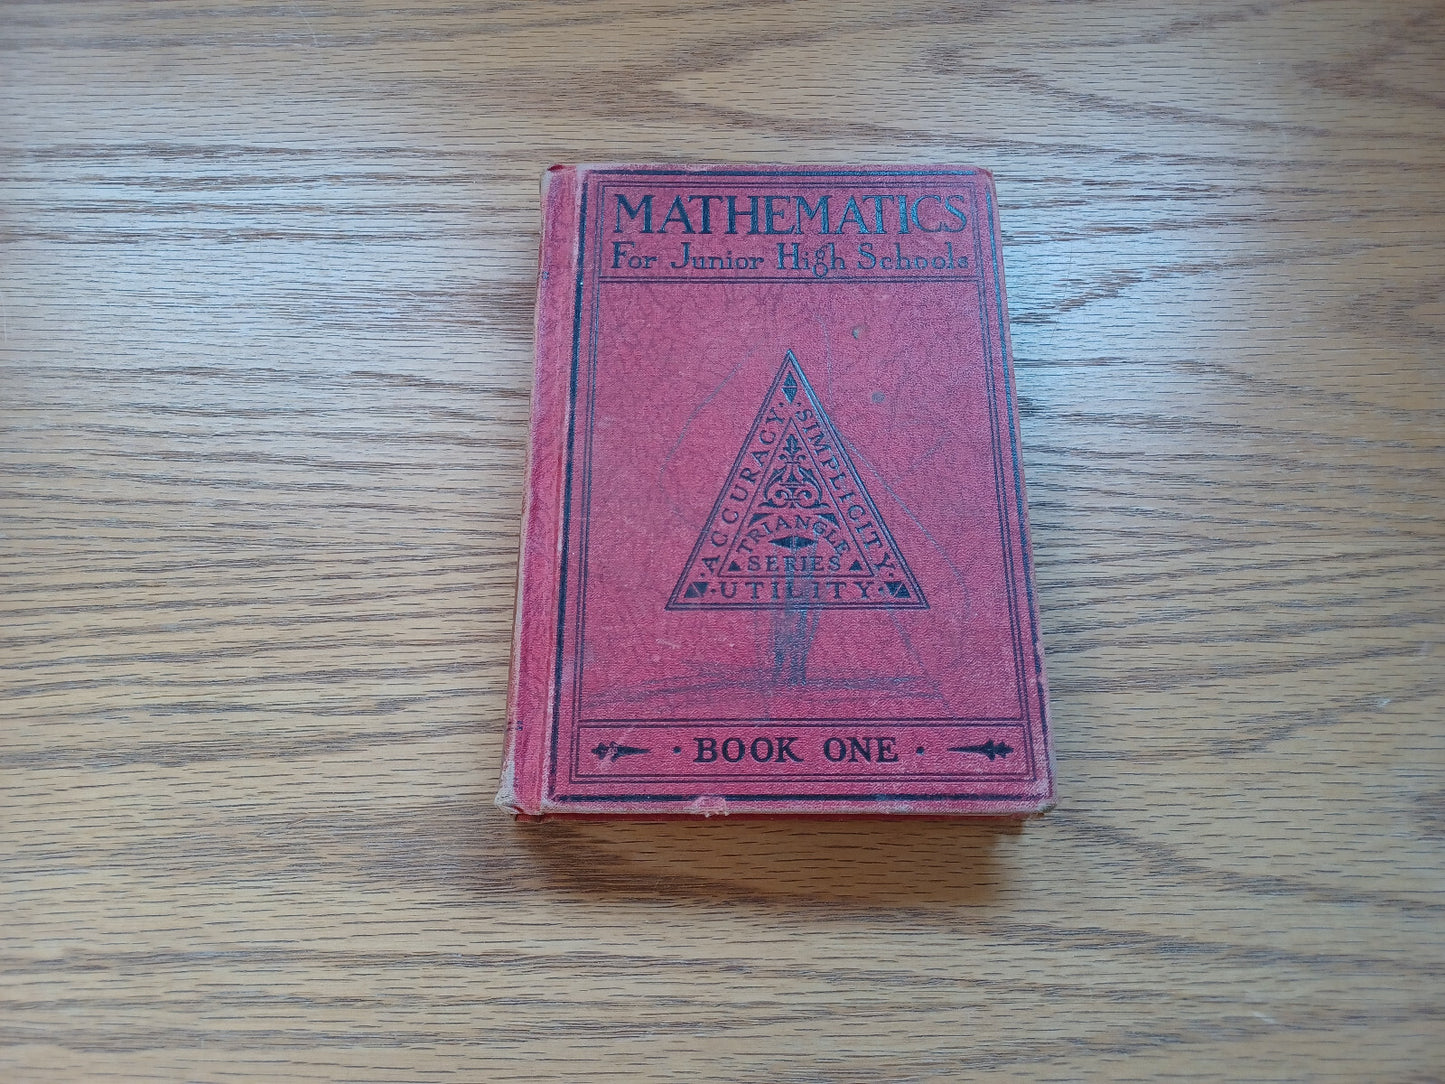 MATHEMATICS
For Junior High Schools
ACCURACY
SIMPLICITY
TRIANGLE
SERIES
UTILITY
BOOK ONE